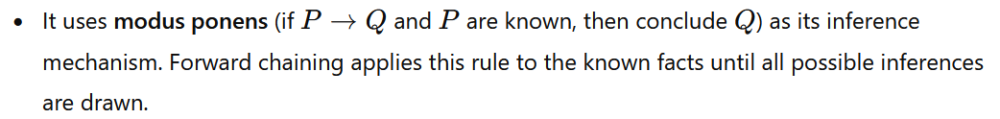 • It uses modus ponens (if P → Q and P are known, then conclude Q) as its inference
mechanism. Forward chaining applies this rule to the known facts until all possible inferences
are drawn.